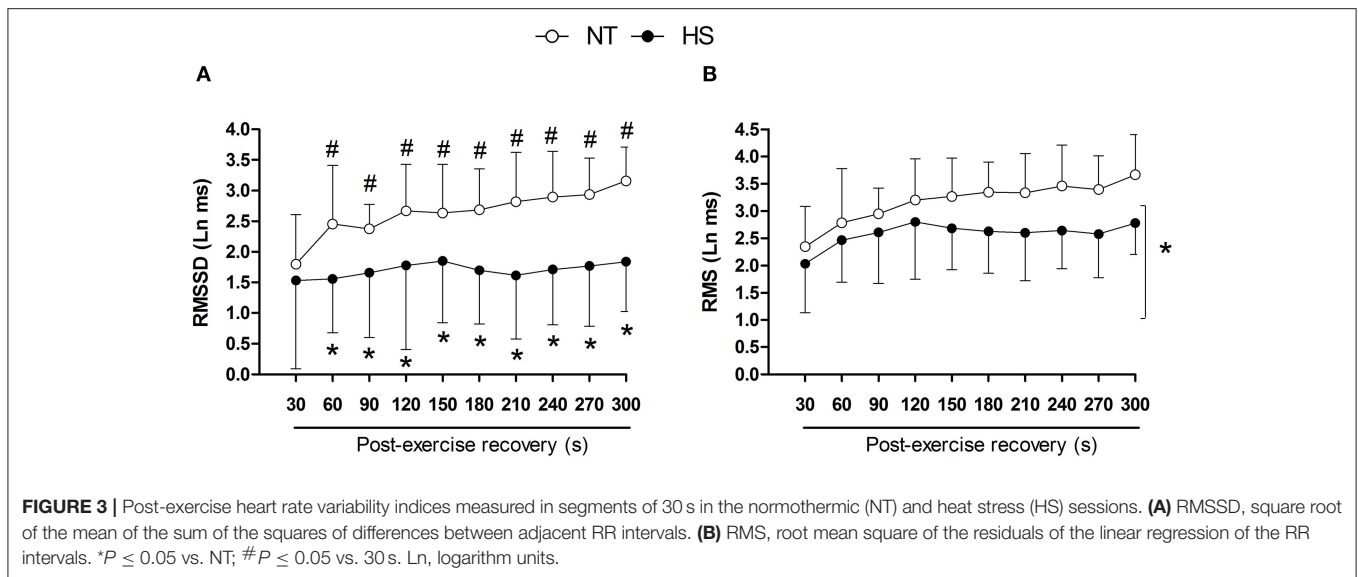 NT HS
A
B
RMSSD (Ln ms)
4.0
3.5
3.0
2.5
2.0
1.5
1.0
0.5
0.0
# # # # # # # # #
* * * * * * * * *
30 60 90 120 150 180 210 240 270 300
Post-exercise recovery (s)
RMS (Ln ms)
4.5
4.0
3.5
3.0
2.5
2.0
1.5
1.0
0.5
0.0
*
30 60 90 120 150 180 210 240 270 300
Post-exercise recovery (s)
FIGURE 3 | Post-exercise heart rate variability indices measured in segments of 30 s in the normothermic (NT) and heat stress (HS) sessions. (A) RMSSD, square root
of the mean of the sum of the squares of differences between adjacent RR intervals. (B) RMS, root mean square of the residuals of the linear regression of the RR
intervals. *P ≤ 0.05 vs. NT; #P ≤ 0.05 vs. 30 s. Ln, logarithm units.